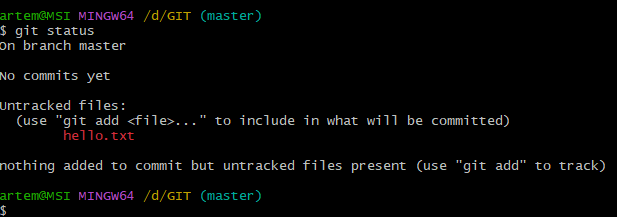 artem@MSI MINGW64 /d/GIT (master)
$ git status
On branch master
No commits yet
Untracked files:
(use "git add <file>..." to include in what will be committed)
hello.txt
nothing added to commit but untracked files present (use "git add" to track)
artem@MSI MINGW64 /d/GIT (master)
$